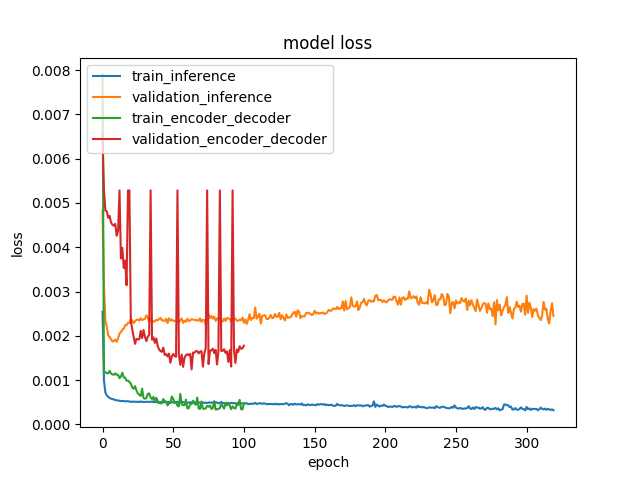 model loss
train_inference
validation_inference
train_encoder_decoder
validation_encoder_decoder
loss
0.008
0.007
0.006
0.005
0.004
0.003
0.002
0.001
0.000
0
50
100
150
200
250
300
epoch